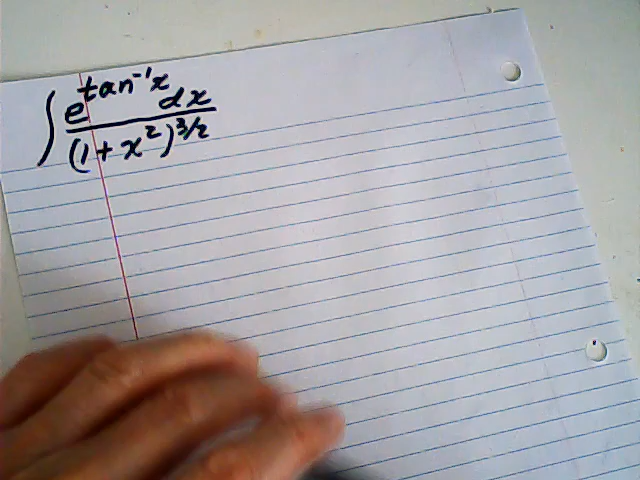 ∫ e^(tan⁻¹x) dx / (1 + x²)^(3/2)